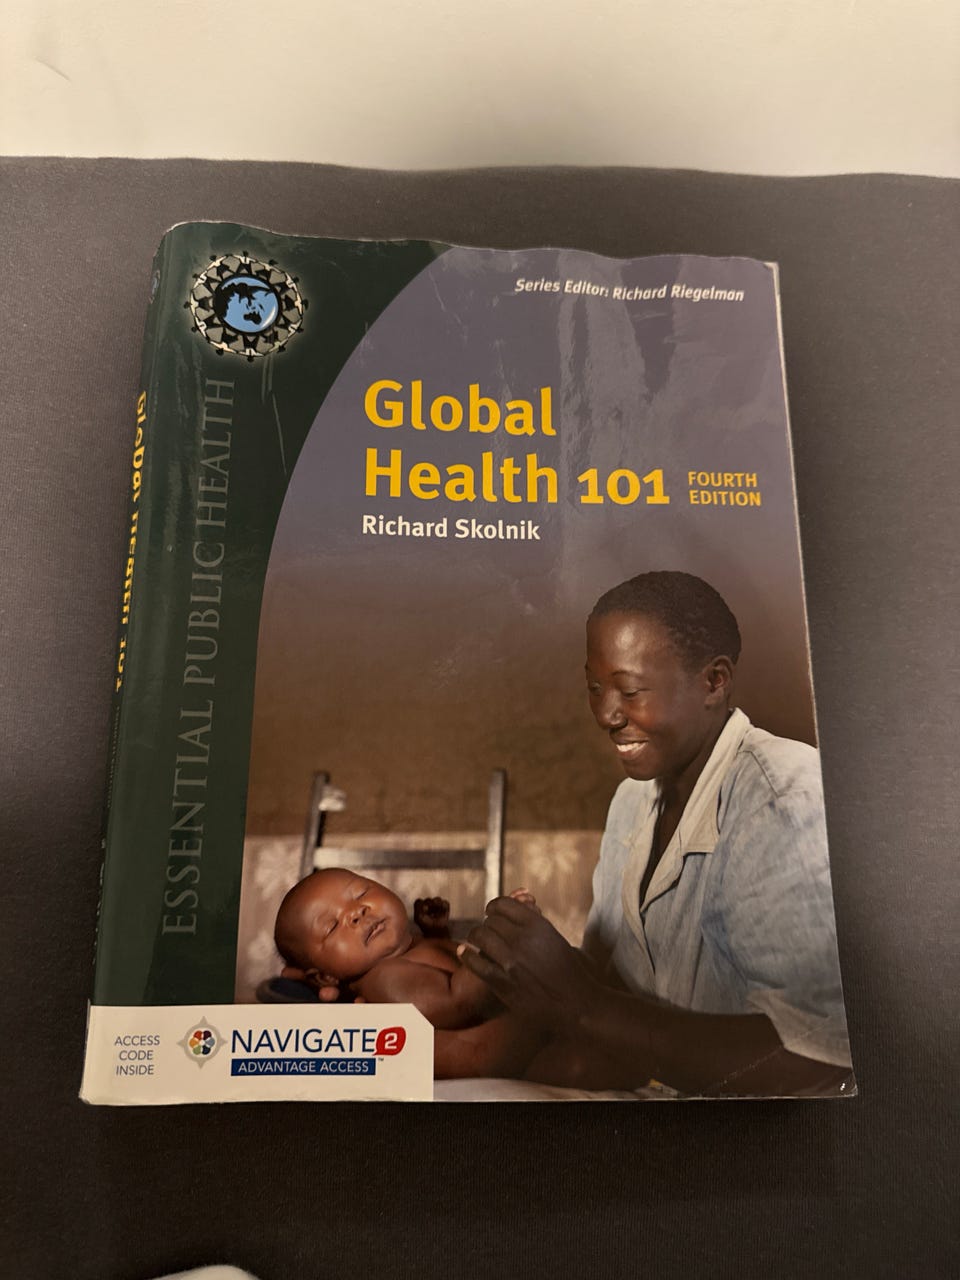 Series Editor: Richard Riegelman
Global
Health 101
FOURTH
EDITION
Richard Skolnik
ESSENTIAL PUBLIC HEALTH
Global Health 101
ACCESS
CODE
INSIDE
NAVIGATE 2
ADVANTAGE ACCESS™